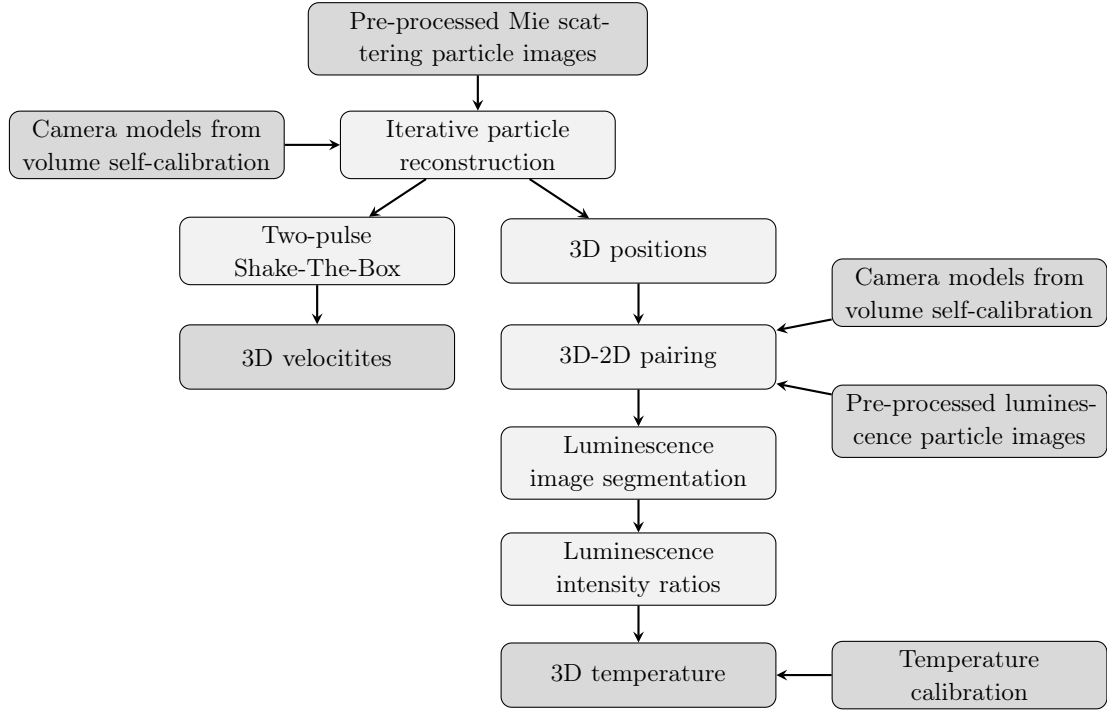 Pre-processed Mie scat-
tering particle images
Camera models from
volume self-calibration
Iterative particle
reconstruction
Two-pulse
Shake-The-Box
3D positions
Camera models from
volume self-calibration
3D velocitites
3D-2D pairing
Pre-processed lumines-
cence particle images
Luminescence
image segmentation
Luminescence
intensity ratios
3D temperature
Temperature
calibration